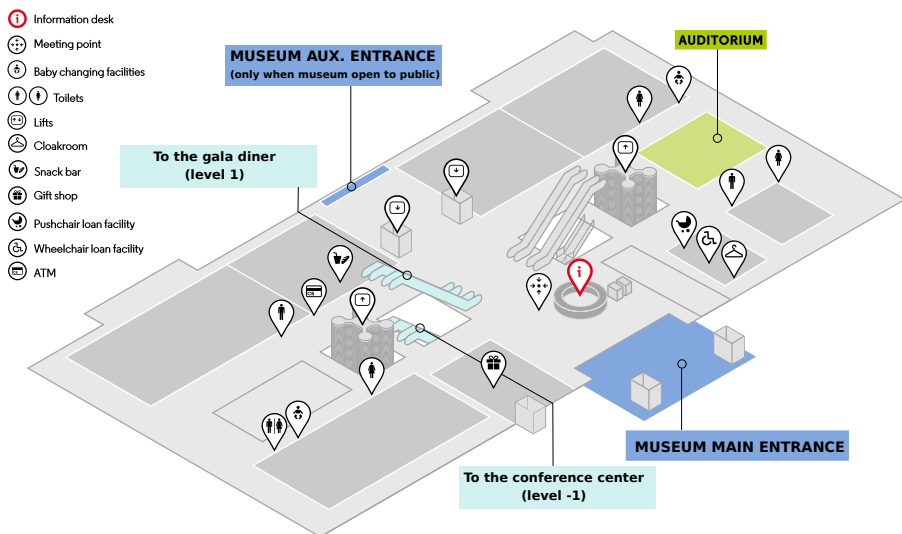 Information desk
Meeting point
Baby changing facilities
Toilets
Lifts
Cloakroom
Snack bar
Gift shop
Pushchair loan facility
Wheelchair loan facility
ATM
MUSEUM AUX. ENTRANCE
(only when museum open to public)
AUDITORIUM
To the gala diner
(level 1)
MUSEUM MAIN ENTRANCE
To the conference center
(level -1)